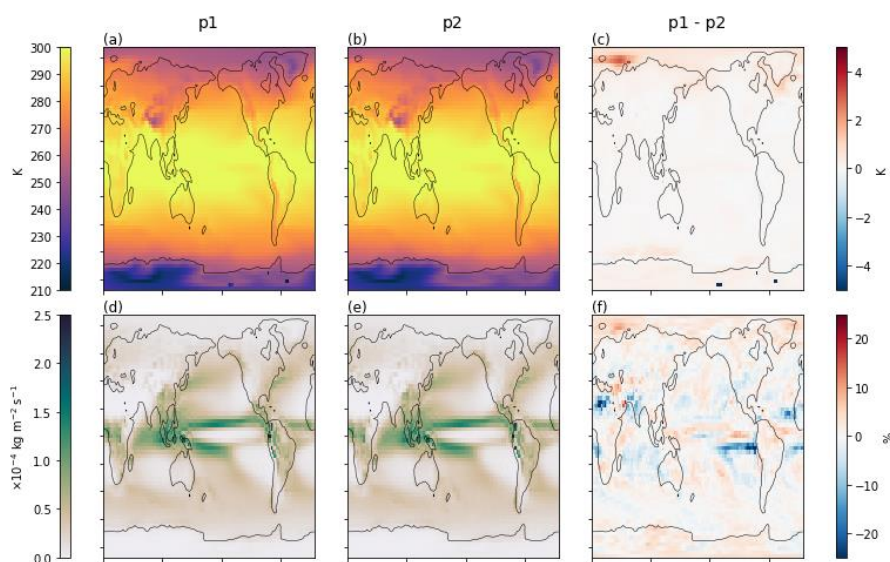 p1
p2
p1 - p2
(a)
(b)
(c)
300
290
280
270
260
250
240
230
220
210
K
4
2
0
−2
−4
K
(d)
(e)
(f)
2.5
2.0
1.5
1.0
0.5
0.0
×10⁻⁴ kg m⁻² s⁻¹
20
10
0
−10
−20
%